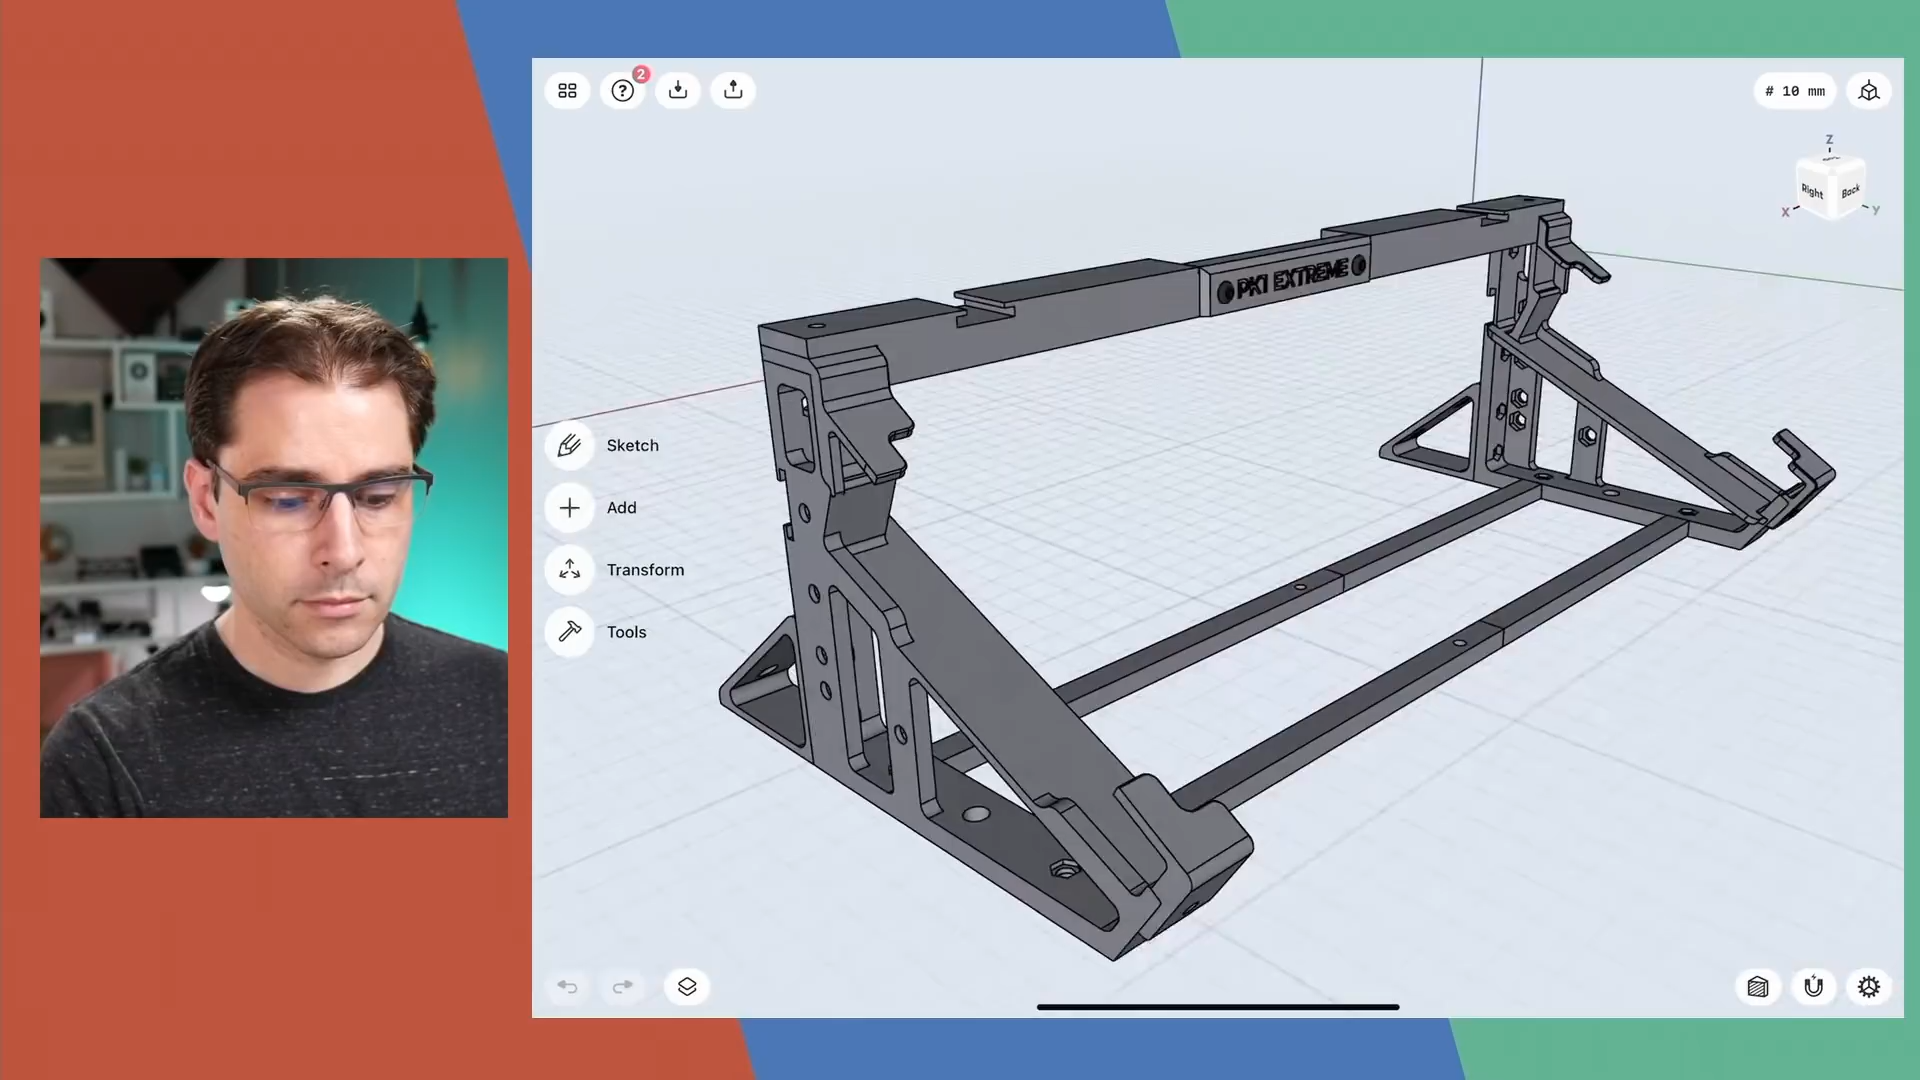 2
# 10 mm
Z
Right
Back
X
Y
PKT EXTREME
Sketch
Add
Transform
Tools